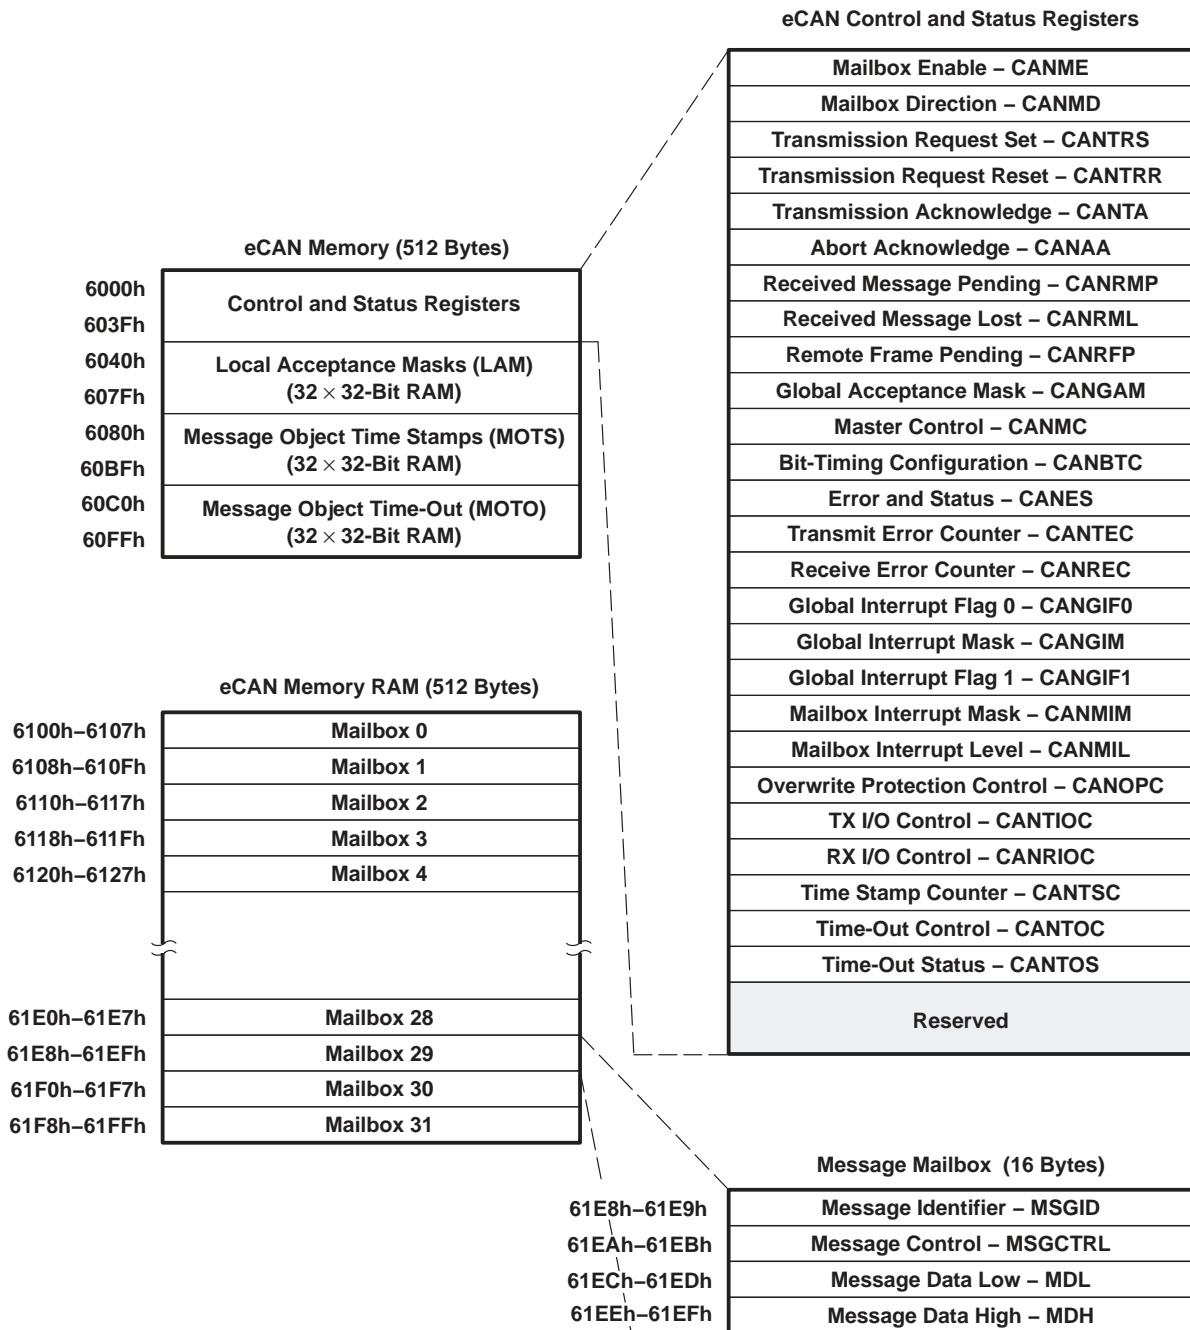 eCAN Control and Status Registers
Mailbox Enable – CANME
Mailbox Direction – CANMD
Transmission Request Set – CANTRS
Transmission Request Reset – CANTRR
Transmission Acknowledge – CANTA
Abort Acknowledge – CANAA
Received Message Pending – CANRMP
Received Message Lost – CANRML
Remote Frame Pending – CANRFP
Global Acceptance Mask – CANGAM
Master Control – CANMC
Bit-Timing Configuration – CANBTC
Error and Status – CANES
Transmit Error Counter – CANTEC
Receive Error Counter – CANREC
Global Interrupt Flag 0 – CANGIF0
Global Interrupt Mask – CANGIM
Global Interrupt Flag 1 – CANGIF1
Mailbox Interrupt Mask – CANMIM
Mailbox Interrupt Level – CANMIL
Overwrite Protection Control – CANOPC
TX I/O Control – CANTIOC
RX I/O Control – CANRIOC
Time Stamp Counter – CANTSC
Time-Out Control – CANTOC
Time-Out Status – CANTOS
Reserved
eCAN Memory (512 Bytes)
6000h
Control and Status Registers
603Fh
6040h
Local Acceptance Masks (LAM)
(32 × 32-Bit RAM)
607Fh
6080h
Message Object Time Stamps (MOTS)
(32 × 32-Bit RAM)
60BFh
60C0h
Message Object Time-Out (MOTO)
(32 × 32-Bit RAM)
60FFh
eCAN Memory RAM (512 Bytes)
6100h–6107h Mailbox 0
6108h–610Fh Mailbox 1
6110h–6117h Mailbox 2
6118h–611Fh Mailbox 3
6120h–6127h Mailbox 4
61E0h–61E7h Mailbox 28
61E8h–61EFh Mailbox 29
61F0h–61F7h Mailbox 30
61F8h–61FFh Mailbox 31
Message Mailbox (16 Bytes)
61E8h–61E9h Message Identifier – MSGID
61EAh–61EBh Message Control – MSGCTRL
61ECh–61EDh Message Data Low – MDL
61EEh–61EFh Message Data High – MDH